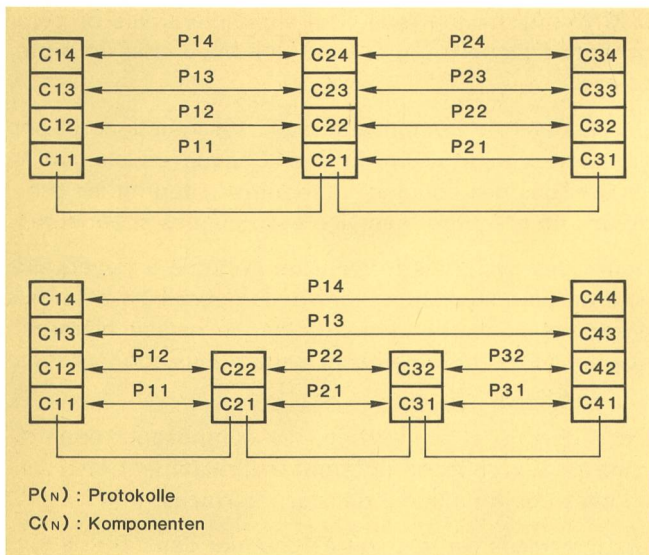 P14 P24
C14 C24 C34
P13 P23
C13 C23 C33
P12 P22
C12 C22 C32
P11 P21
C11 C21 C31
P14
C14 C44
P13
C13 C43
P12 P22 P32
C12 C22 C32 C42
P11 P21 P31
C11 C21 C31 C41
P(N) : Protokolle
C(N) : Komponenten